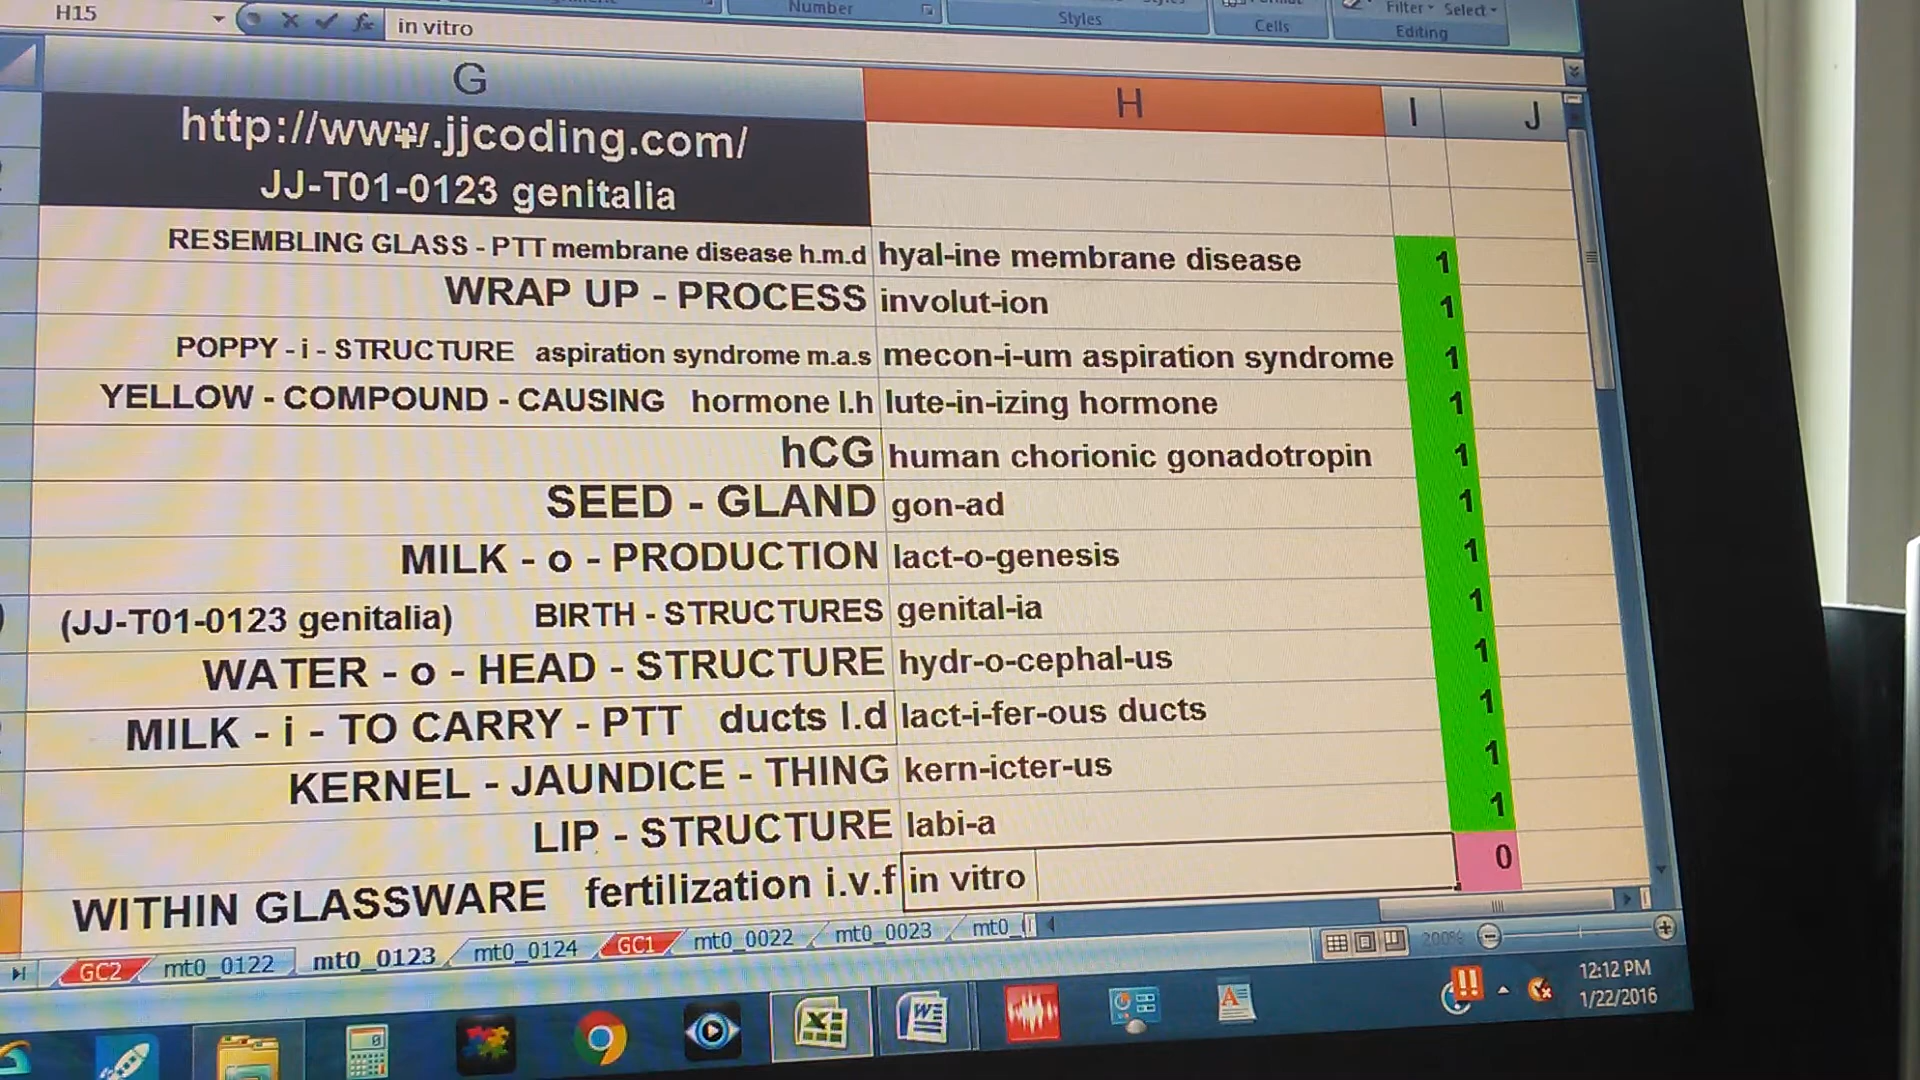 H15 in vitro
Number Styles Cells Filter Select Editing
G H I J
http://www.jjcoding.com/
JJ-T01-0123 genitalia
RESEMBLING GLASS - PTT membrane disease h.m.d hyal-ine membrane disease 1
WRAP UP - PROCESS involut-ion 1
POPPY - i - STRUCTURE aspiration syndrome m.a.s mecon-i-um aspiration syndrome 1
YELLOW - COMPOUND - CAUSING hormone l.h lute-in-izing hormone 1
hCG human chorionic gonadotropin 1
SEED - GLAND gon-ad 1
MILK - o - PRODUCTION lact-o-genesis 1
(JJ-T01-0123 genitalia) BIRTH - STRUCTURES genital-ia 1
WATER - o - HEAD - STRUCTURE hydr-o-cephal-us 1
MILK - i - TO CARRY - PTT ducts l.d lact-i-fer-ous ducts 1
KERNEL - JAUNDICE - THING kern-icter-us 1
LIP - STRUCTURE labi-a 1
WITHIN GLASSWARE fertilization i.v.f in vitro 0
GC2 mt0_0122 mt0_0123 mt0_0124 GC1 mt0_0022 mt0_0023 mt0_
200%
12:12 PM
1/22/2016